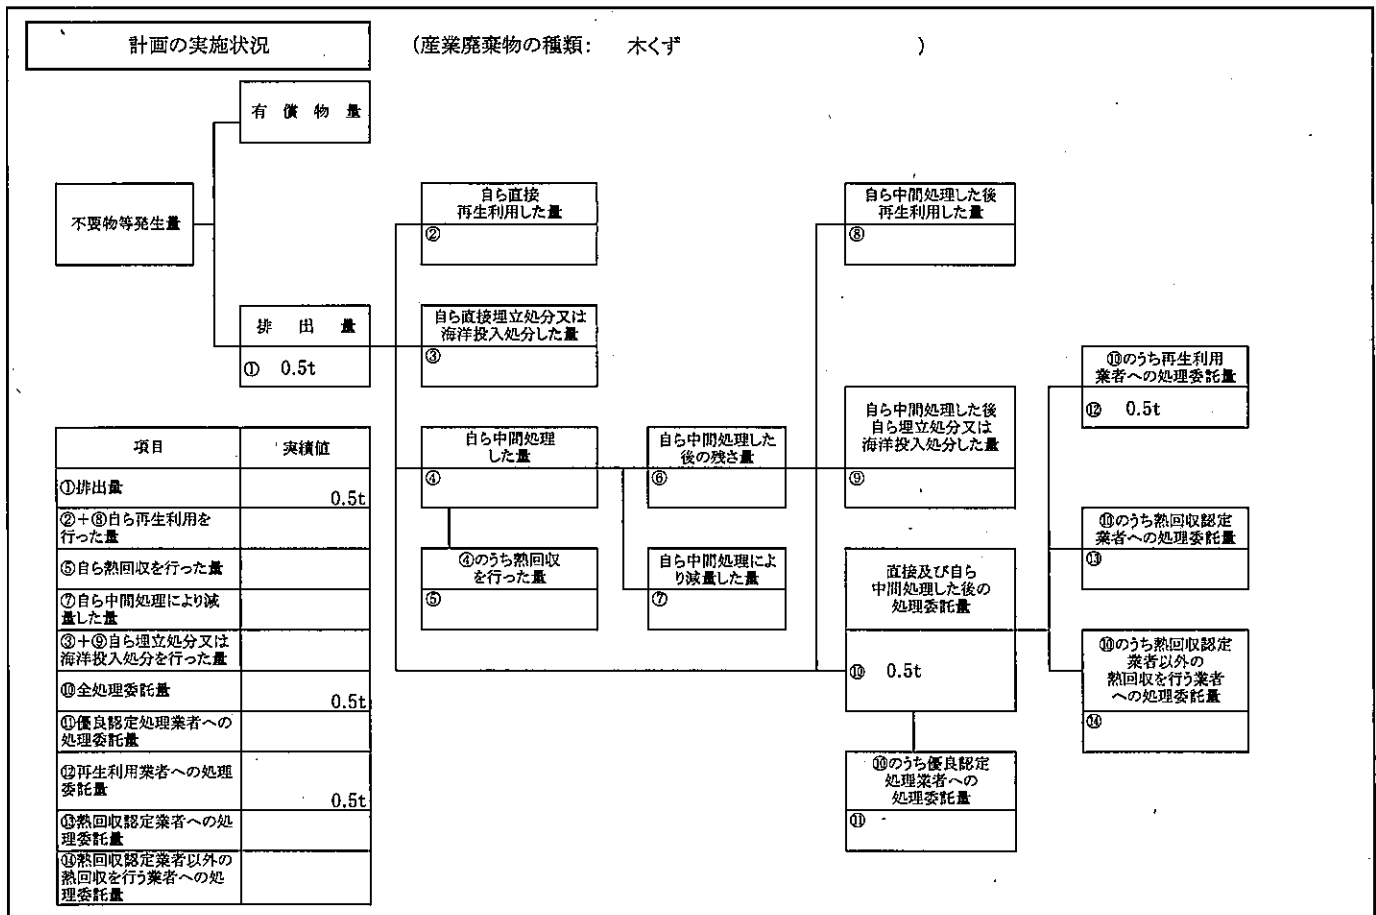 計画の実施状況
(産業廃棄物の種類: 木くず )
有償物量
不要物等発生量
自ら直接
再生利用した量
②
自ら中間処理した後
再生利用した量
⑧
排出量
① 0.5t
自ら直接埋立処分又は
海洋投入処分した量
③
⑩のうち再生利用
業者への処理委託量
⑫ 0.5t
自ら中間処理した後
自ら埋立処分又は
海洋投入処分した量
⑨
自ら中間処理
した量
④
自ら中間処理した
後の残さ量
⑥
⑩のうち熱回収認定
業者への処理委託量
⑬
④のうち熱回収
を行った量
⑤
自ら中間処理によ
り減量した量
⑦
直接及び自ら
中間処理した後の
処理委託量
⑩ 0.5t
⑩のうち熱回収認定
業者以外の
熱回収を行う業者
への処理委託量
⑭
⑩のうち優良認定
処理業者への
処理委託量
⑪
項目 実績値
①排出量 0.5t
②+⑧自ら再生利用を
行った量
⑤自ら熱回収を行った量
⑦自ら中間処理により減
量した量
③+⑨自ら埋立処分又は
海洋投入処分を行った量
⑩全処理委託量 0.5t
⑪優良認定処理業者への
処理委託量
⑫再生利用業者への処理
委託量 0.5t
⑬熱回収認定業者への処
理委託量
⑭熱回収認定業者以外の
熱回収を行う業者への処
理委託量